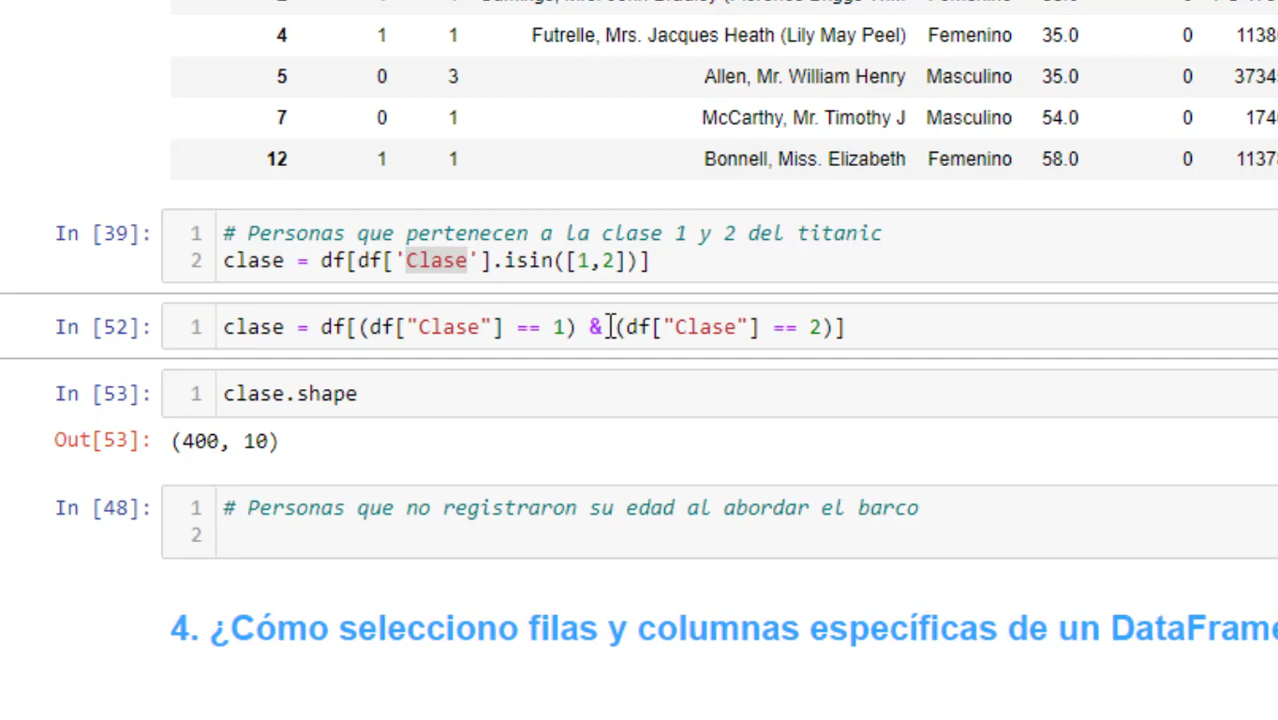 4 1 1 Futrelle, Mrs. Jacques Heath (Lily May Peel) Femenino 35.0 0 1138
5 0 3 Allen, Mr. William Henry Masculino 35.0 0 3734
7 0 1 McCarthy, Mr. Timothy J Masculino 54.0 0 174
12 1 1 Bonnell, Miss. Elizabeth Femenino 58.0 0 1137
In [39]: 1 # Personas que pertenecen a la clase 1 y 2 del titanic
2 clase = df[df['Clase'].isin([1,2])]
In [52]: 1 clase = df[(df["Clase"] == 1) & (df["Clase"] == 2)]
In [53]: 1 clase.shape
Out[53]: (400, 10)
In [48]: 1 # Personas que no registraron su edad al abordar el barco
2
4. ¿Cómo selecciono filas y columnas específicas de un DataFrame